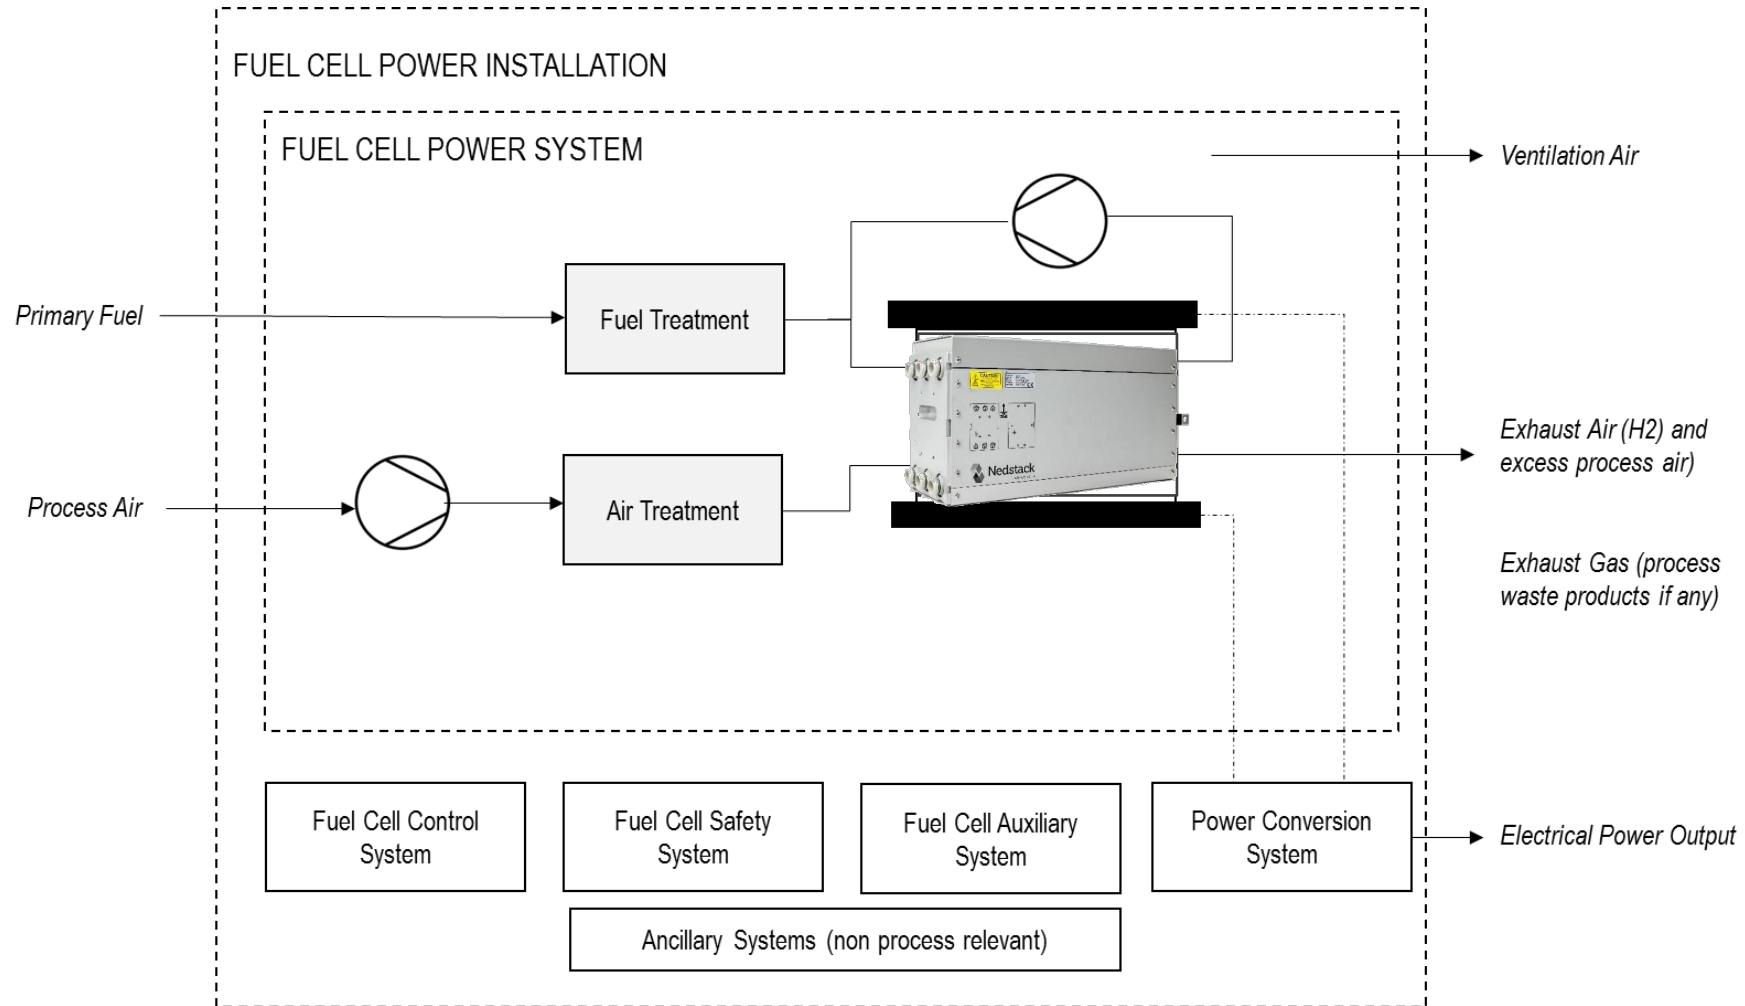 FUEL CELL POWER INSTALLATION
FUEL CELL POWER SYSTEM
Ventilation Air
Primary Fuel
Fuel Treatment
CAUTION
Nedstack
Exhaust Air (H2) and
excess process air)
Process Air
Air Treatment
Exhaust Gas (process
waste products if any)
Fuel Cell Control
System
Fuel Cell Safety
System
Fuel Cell Auxiliary
System
Power Conversion
System
Electrical Power Output
Ancillary Systems (non process relevant)